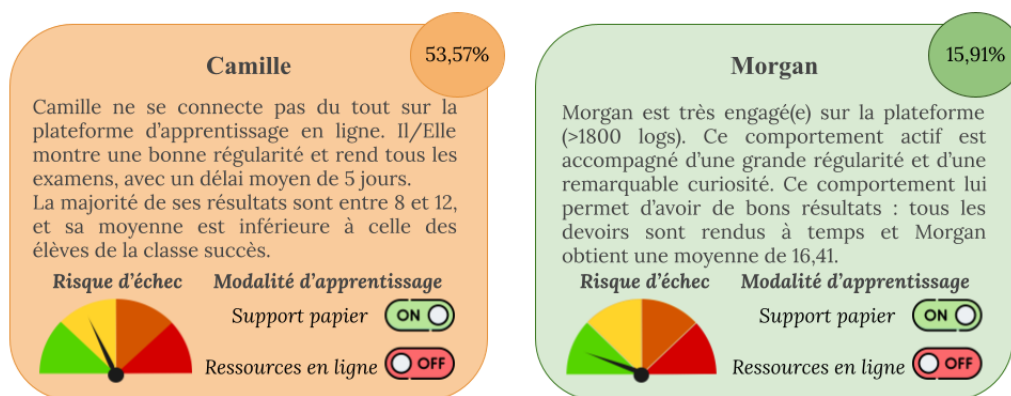 53,57%
Camille
Camille ne se connecte pas du tout sur la
plateforme d'apprentissage en ligne. Il/Elle
montre une bonne régularité et rend tous les
examens, avec un délai moyen de 5 jours.
La majorité de ses résultats sont entre 8 et 12,
et sa moyenne est inférieure à celle des
élèves de la classe succès.
Risque d'échec Modalité d'apprentissage
Support papier ON
Ressources en ligne OFF
15,91%
Morgan
Morgan est très engagé(e) sur la plateforme
(>1800 logs). Ce comportement actif est
accompagné d'une grande régularité et d'une
remarquable curiosité. Ce comportement lui
permet d'avoir de bons résultats : tous les
devoirs sont rendus à temps et Morgan
obtient une moyenne de 16,41.
Risque d'échec Modalité d'apprentissage
Support papier ON
Ressources en ligne OFF